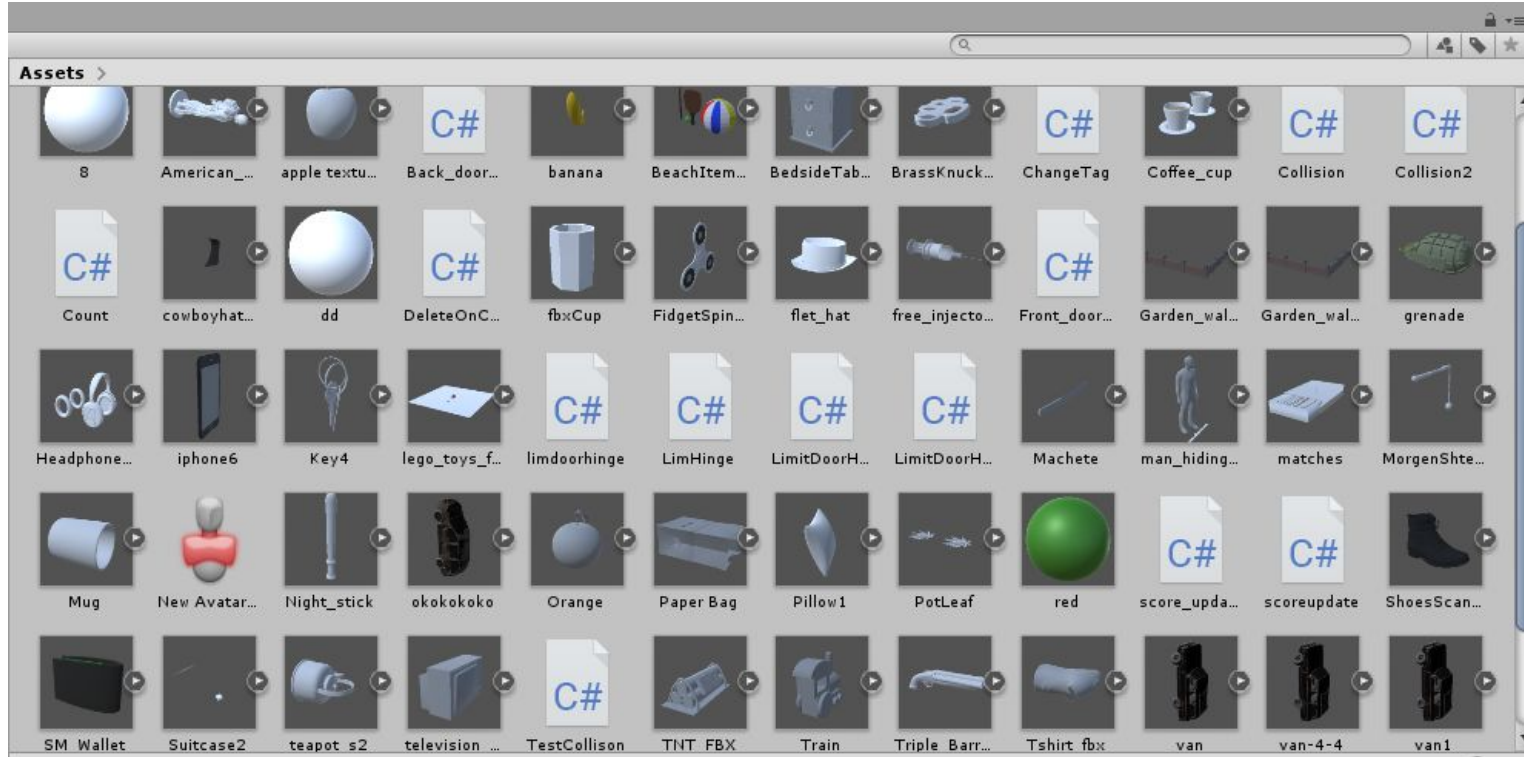 Assets >
C# C# C# C#
8 American_... apple textu... Back_door... banana BeachItem... BedsideTab... BrassKnuck... ChangeTag Coffee_cup Collision Collision2
C# C# C#
Count cowboyhat... dd DeleteOnC... fbxCup FidgetSpin... flet_hat free_injecto... Front_door... Garden_wal... Garden_wal... grenade
C# C# C# C#
Headphone... iphone6 Key4 lego_toys_f... limdoorhinge LimHinge LimitDoorH... LimitDoorH... Machete man_hiding... matches MorgenShte...
C# C#
Mug New Avatar... Night_stick okokokoko Orange Paper Bag Pillow1 PotLeaf red score_upda... scoreupdate ShoesScan...
C#
SM_Wallet Suitcase2 teapot_s2 television_... TestCollison TNT_FBX Train Triple_Barr... Tshirt_fbx van van-4-4 van1